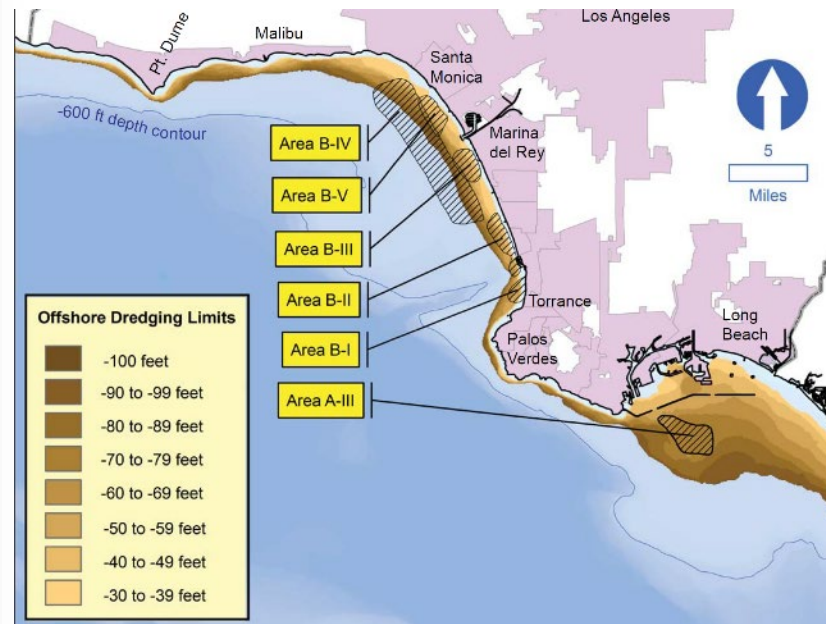 Los Angeles
Pt. Dume
Malibu
Santa
Monica
-600 ft depth contour
Marina
del Rey
5
Miles
Area B-IV
Area B-V
Area B-III
Area B-II
Area B-I
Area A-III
Torrance
Palos
Verdes
Long
Beach
Offshore Dredging Limits
-100 feet
-90 to -99 feet
-80 to -89 feet
-70 to -79 feet
-60 to -69 feet
-50 to -59 feet
-40 to -49 feet
-30 to -39 feet